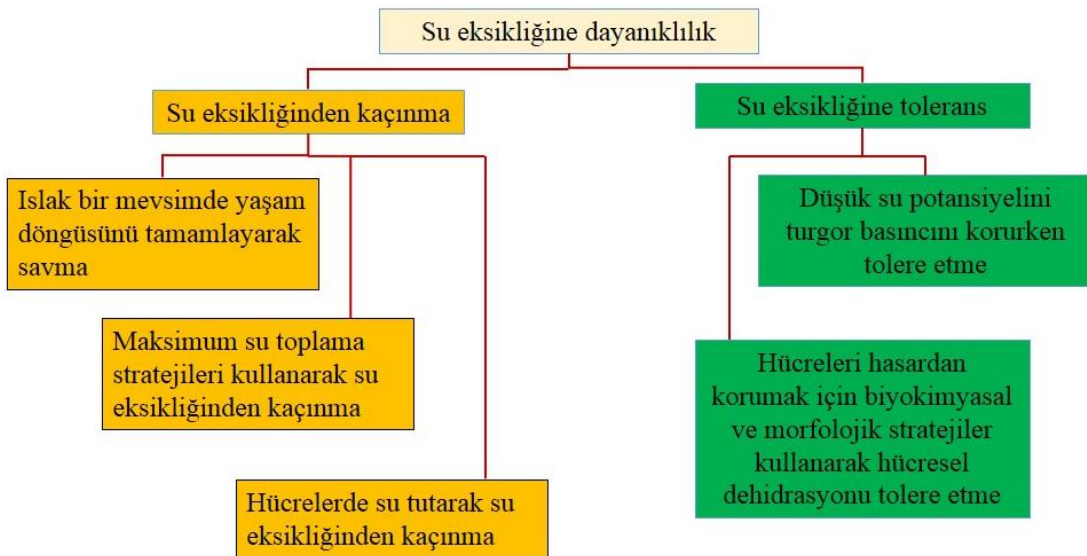 Su eksikliğine dayanıklılık
Su eksikliğinden kaçınma
Su eksikliğine tolerans
Islak bir mevsimde yaşam
döngüsünü tamamlayarak
savma
Düşük su potansiyelini
turgor basıncını korurken
tolere etme
Maksimum su toplama
stratejileri kullanarak su
eksikliğinden kaçınma
Hücreleri hasardan
korumak için biyokimyasal
ve morfolojik stratejiler
kullanarak hücresel
dehidrasyonu tolere etme
Hücrelerde su tutarak su
eksikliğinden kaçınma